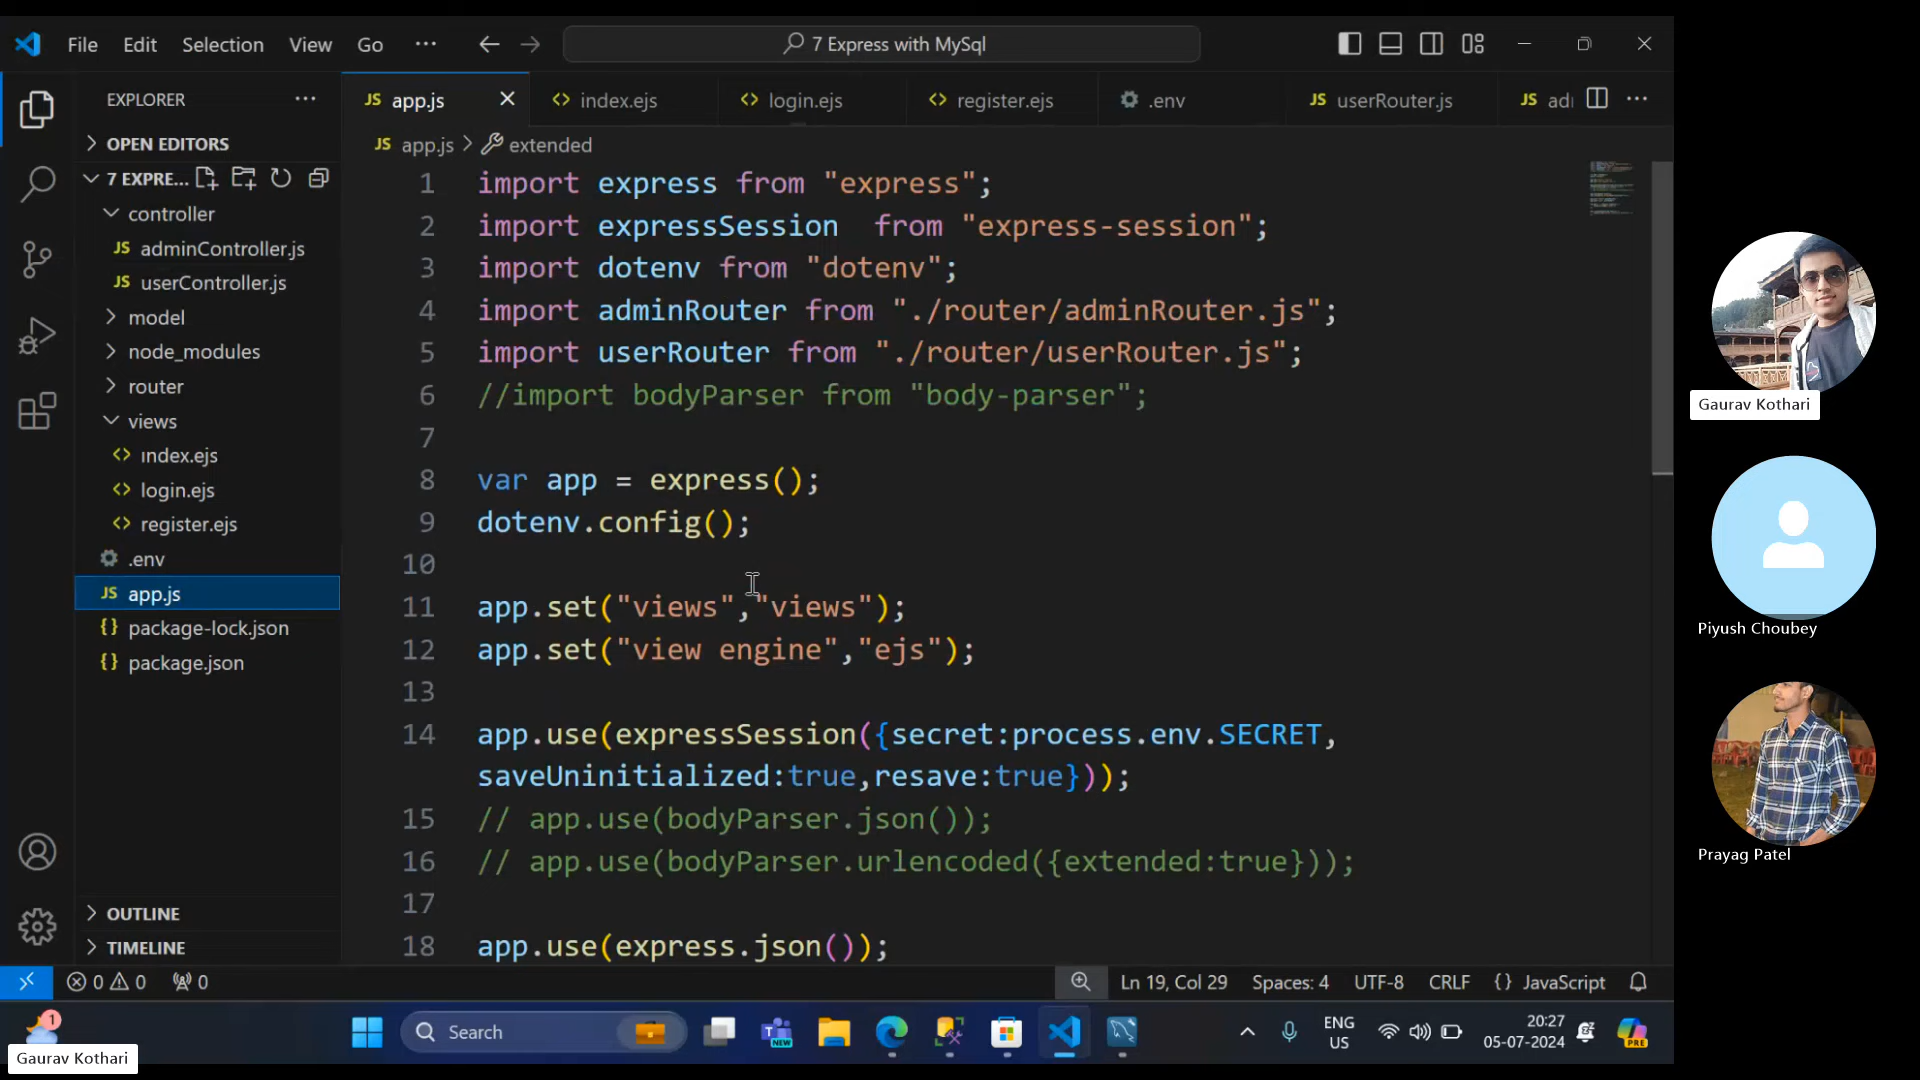 File Edit Selection View Go ··· 7 Express with MySql
EXPLORER ···
OPEN EDITORS
7 EXPRE...
controller
JS adminController.js
JS userController.js
model
node_modules
router
views
<> index.ejs
<> login.ejs
<> register.ejs
.env
JS app.js
{} package-lock.json
{} package.json
OUTLINE
TIMELINE
JS app.js <> index.ejs <> login.ejs <> register.ejs .env JS userRouter.js JS ad
JS app.js > extended
1 import express from "express";
2 import expressSession  from "express-session";
3 import dotenv from "dotenv";
4 import adminRouter from "./router/adminRouter.js";
5 import userRouter from "./router/userRouter.js";
6 //import bodyParser from "body-parser";
7
8 var app = express();
9 dotenv.config();
10
11 app.set("views","views");
12 app.set("view engine","ejs");
13
14 app.use(expressSession({secret:process.env.SECRET,
saveUninitialized:true,resave:true}));
15 // app.use(bodyParser.json());
16 // app.use(bodyParser.urlencoded({extended:true}));
17
18 app.use(express.json());
0 0 0 Ln 19, Col 29 Spaces: 4 UTF-8 CRLF {} JavaScript
1 Search NEW ENG
US
20:27
05-07-2024
PRE
Gaurav Kothari
Gaurav Kothari
Piyush Choubey
Prayag Patel